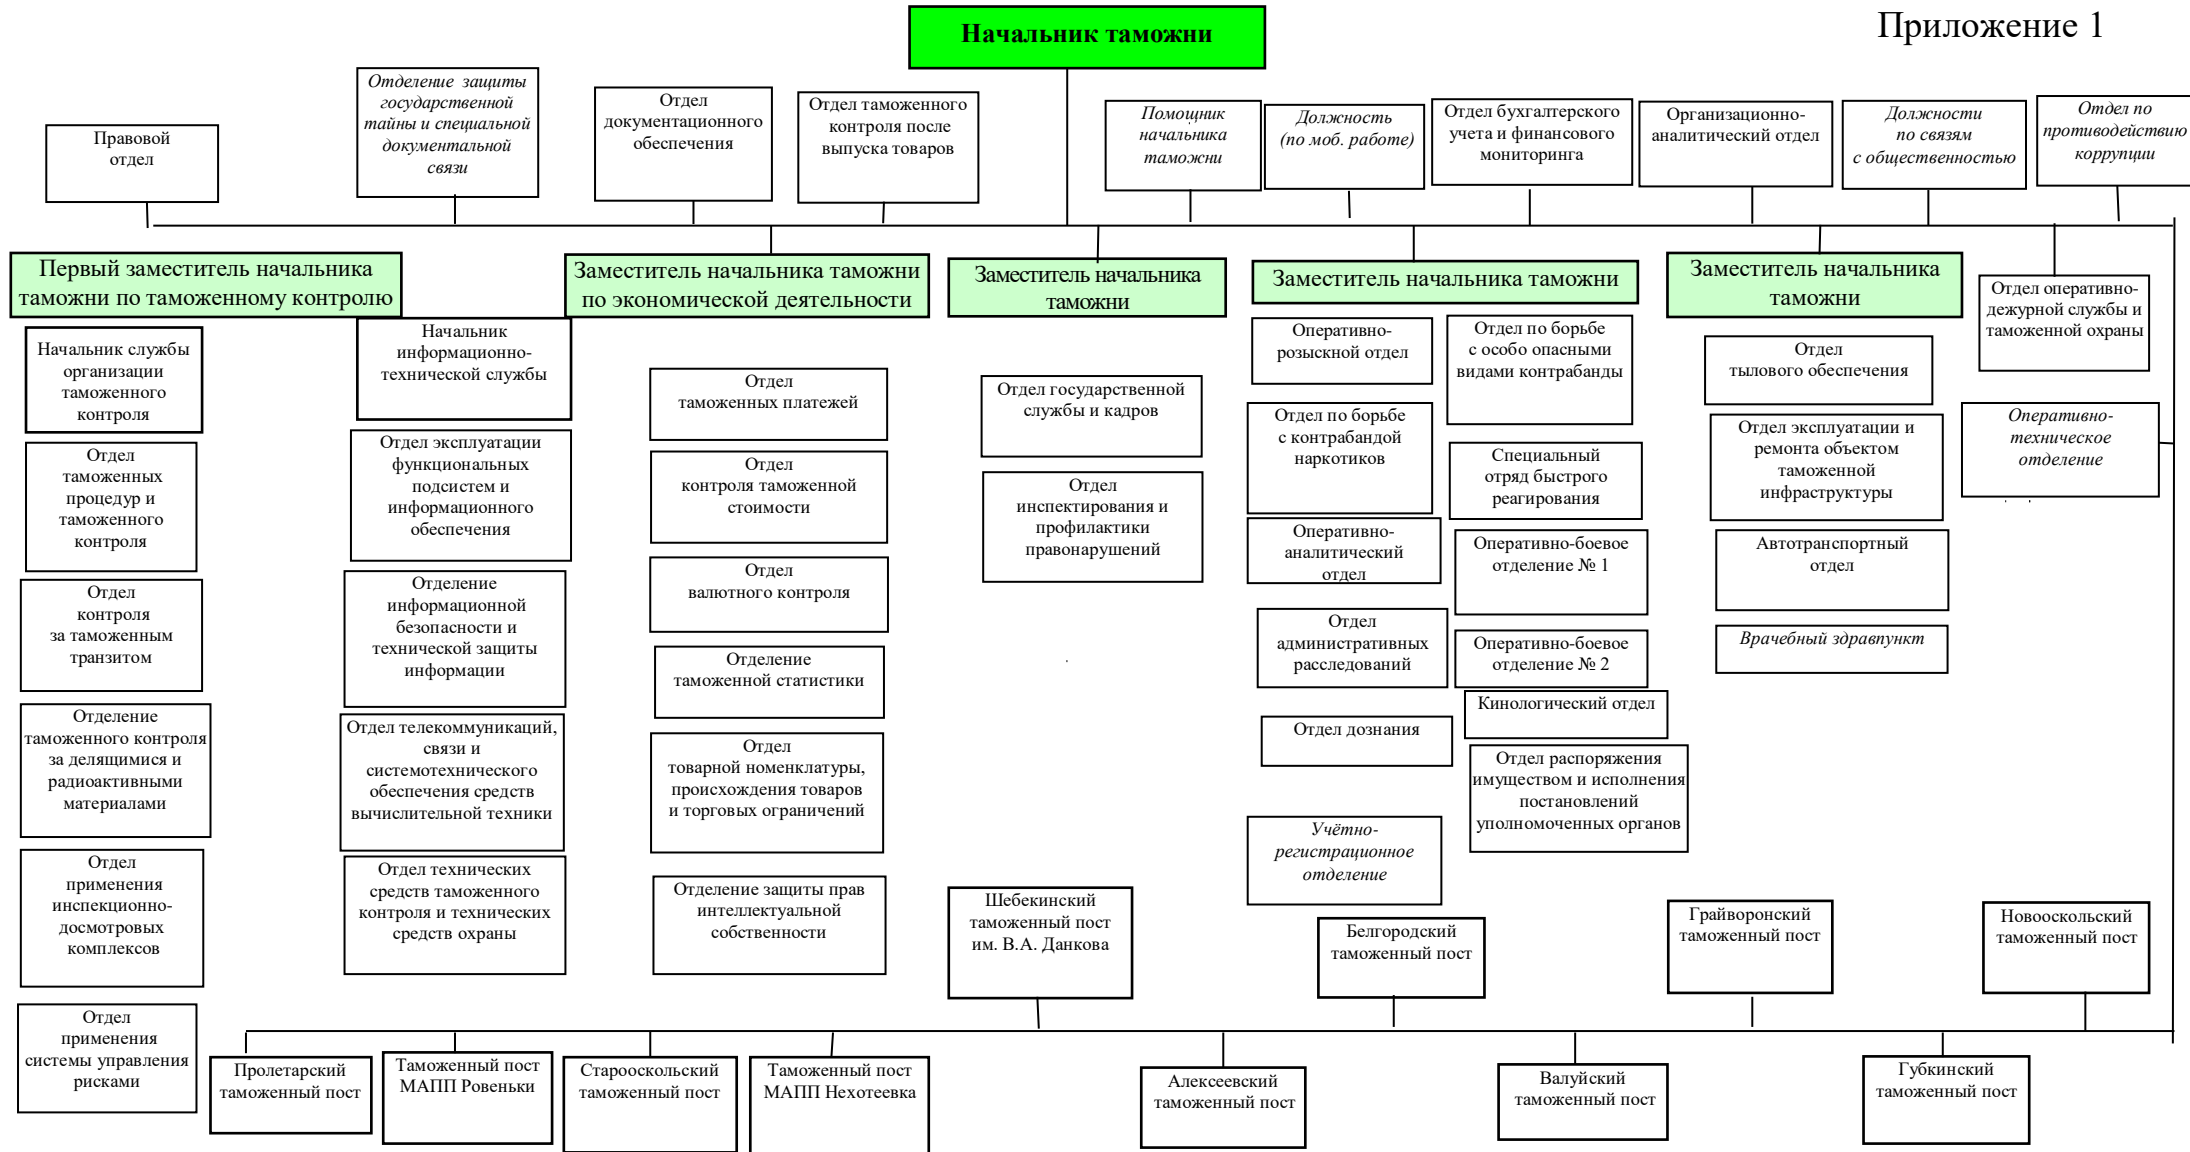 Приложение 1
Начальник таможни
Правовой
отдел
Отделение защиты
государственной
тайны и специальной
документальной
связи
Отдел
документационного
обеспечения
Отдел таможенного
контроля после
выпуска товаров
Помощник
начальника
таможни
Должность
(по моб. работе)
Отдел бухгалтерского
учета и финансового
мониторинга
Организационно-
аналитический отдел
Должности
по связям
с общественностью
Отдел по
противодействию
коррупции
Первый заместитель начальника
таможни по таможенному контролю
Заместитель начальника таможни
по экономической деятельности
Заместитель начальника
таможни
Заместитель начальника таможни
Заместитель начальника
таможни
Отдел оперативно-
дежурной службы и
таможенной охраны
Оперативно-
техническое
отделение
Начальник службы
организации
таможенного
контроля
Отдел
таможенных
процедур и
таможенного
контроля
Отдел
контроля
за таможенным
транзитом
Отделение
таможенного контроля
за делящимися и
радиоактивными
материалами
Отдел
применения
инспекционно-
досмотровых
комплексов
Отдел
применения
системы управления
рисками
Начальник
информационно-
технической службы
Отдел эксплуатации
функциональных
подсистем и
информационного
обеспечения
Отделение
информационной
безопасности и
технической защиты
информации
Отдел телекоммуникаций,
связи и
системотехнического
обеспечения средств
вычислительной техники
Отдел технических
средств таможенного
контроля и технических
средств охраны
Отдел
таможенных платежей
Отдел
контроля таможенной
стоимости
Отдел
валютного контроля
Отделение
таможенной статистики
Отдел
товарной номенклатуры,
происхождения товаров
и торговых ограничений
Отделение защиты прав
интеллектуальной
собственности
Отдел государственной
службы и кадров
Отдел
инспектирования и
профилактики
правонарушений
Оперативно-
розыскной отдел
Отдел по борьбе
с контрабандой
наркотиков
Оперативно-
аналитический
отдел
Отдел
административных
расследований
Отдел дознания
Учётно-
регистрационное
отделение
Отдел по борьбе
с особо опасными
видами контрабанды
Специальный
отряд быстрого
реагирования
Оперативно-боевое
отделение № 1
Оперативно-боевое
отделение № 2
Кинологический отдел
Отдел распоряжения
имуществом и исполнения
постановлений
уполномоченных органов
Отдел
тылового обеспечения
Отдел эксплуатации и
ремонта объектом
таможенной
инфраструктуры
Автотранспортный
отдел
Врачебный здравпункт
Шебекинский
таможенный пост
им. В.А. Данкова
Белгородский
таможенный пост
Грайворонский
таможенный пост
Новооскольский
таможенный пост
Пролетарский
таможенный пост
Таможенный пост
МАПП Ровеньки
Старооскольский
таможенный пост
Таможенный пост
МАПП Нехотеевка
Алексеевский
таможенный пост
Валуйский
таможенный пост
Губкинский
таможенный пост